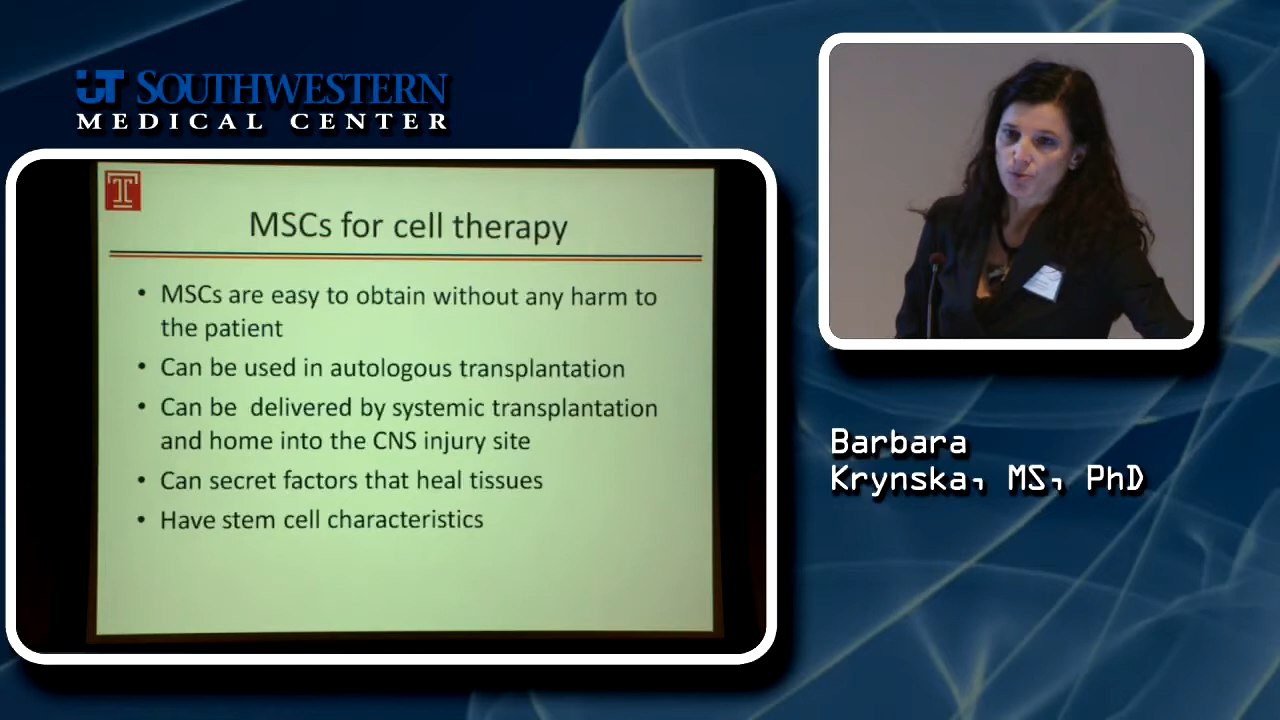 UT SOUTHWESTERN
MEDICAL CENTER
T
MSCs for cell therapy
• MSCs are easy to obtain without any harm to
the patient
• Can be used in autologous transplantation
• Can be  delivered by systemic transplantation
and home into the CNS injury site
• Can secret factors that heal tissues
• Have stem cell characteristics
Barbara
Krynska, MS, PhD